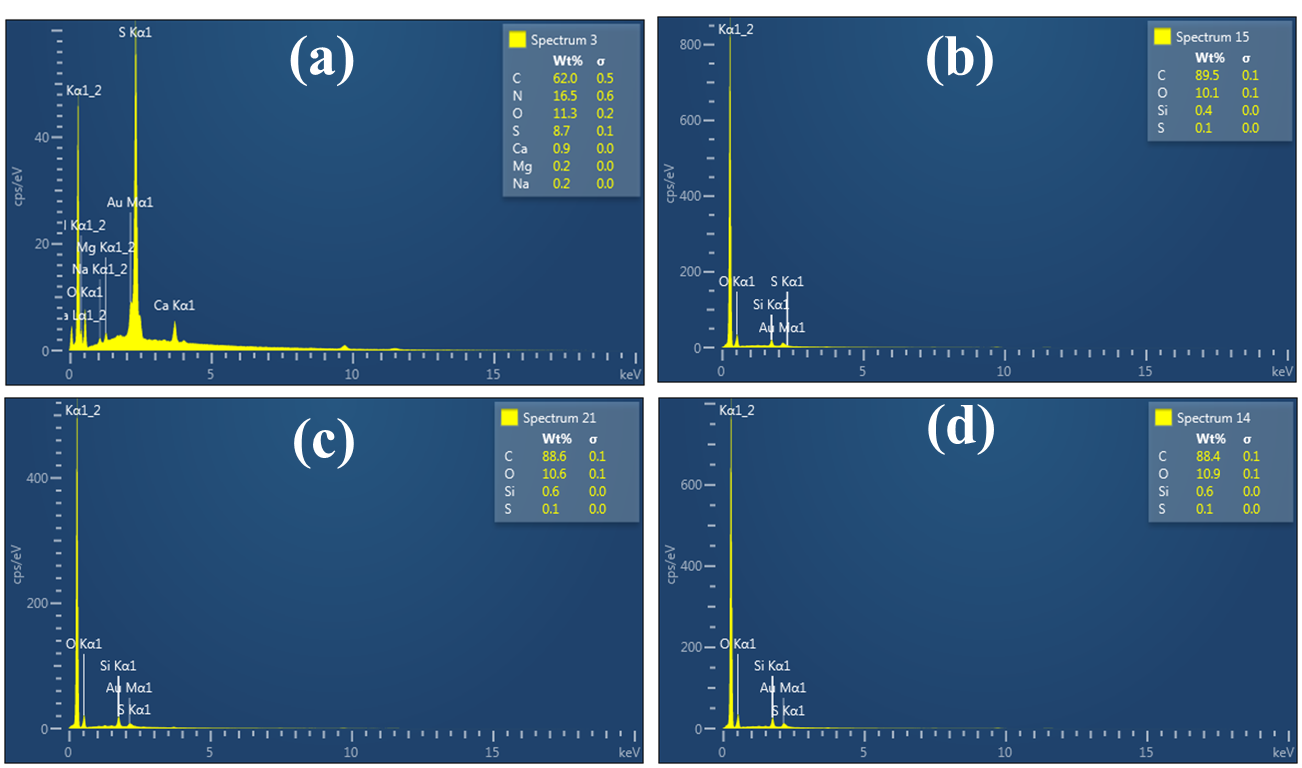 (a)
S Kα1
Kα1_2
Au Mα1
Kα1_2
Mg Kα1_2
Na Kα1_2
O Kα1
Lα1_2
Ca Kα1
cps/eV
40
20
0
0 5 10 15 keV
Spectrum 3
Wt% σ
C 62.0 0.5
N 16.5 0.6
O 11.3 0.2
S 8.7 0.1
Ca 0.9 0.0
Mg 0.2 0.0
Na 0.2 0.0
(b)
Kα1_2
O Kα1
S Kα1
Si Kα1
Au Mα1
cps/eV
800
600
400
200
0
0 5 10 15 keV
Spectrum 15
Wt% σ
C 89.5 0.1
O 10.1 0.1
Si 0.4 0.0
S 0.1 0.0
(c)
Kα1_2
O Kα1
Si Kα1
Au Mα1
S Kα1
cps/eV
400
200
0
0 5 10 15 keV
Spectrum 21
Wt% σ
C 88.6 0.1
O 10.6 0.1
Si 0.6 0.0
S 0.1 0.0
(d)
Kα1_2
O Kα1
Si Kα1
Au Mα1
S Kα1
cps/eV
600
400
200
0
0 5 10 15 keV
Spectrum 14
Wt% σ
C 88.4 0.1
O 10.9 0.1
Si 0.6 0.0
S 0.1 0.0